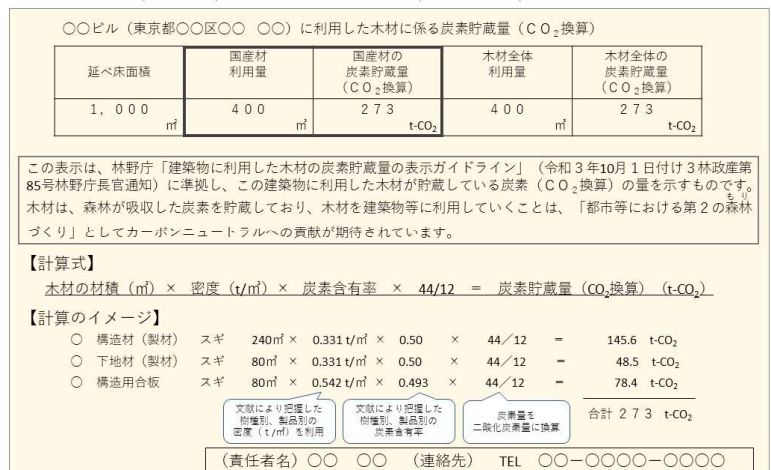 〇〇ビル（東京都〇〇区〇〇　〇〇）に利用した木材に係る炭素貯蔵量（ＣＯ₂換算）
延べ床面積
国産材
利用量
国産材の
炭素貯蔵量
（ＣＯ₂換算）
木材全体
利用量
木材全体の
炭素貯蔵量
（ＣＯ₂換算）
１，０００ ㎡
４００ ㎥
２７３ t-CO₂
４００ ㎥
２７３ t-CO₂
この表示は、林野庁「建築物に利用した木材の炭素貯蔵量の表示ガイドライン」（令和３年10月１日付け３林政産第
85号林野庁長官通知）に準拠し、この建築物に利用した木材が貯蔵している炭素（ＣＯ₂換算）の量を示すものです。
木材は、森林が吸収した炭素を貯蔵しており、木材を建築物等に利用していくことは、「都市等における第２の森林
もり
づくり」としてカーボンニュートラルへの貢献が期待されています。
【計算式】
木材の材積（㎥）×　密度（t/㎥）×　炭素含有率　×　44/12　＝　炭素貯蔵量（CO₂換算）（t-CO₂）
【計算のイメージ】
〇　構造材（製材）　スギ　240㎥ ×　0.331 t/㎥ ×　0.50　×　44／12　＝　145.6　t-CO₂
〇　下地材（製材）　スギ　80㎥　×　0.331 t/㎥ ×　0.50　×　44／12　＝　48.5　t-CO₂
〇　構造用合板　スギ　80㎥　×　0.542 t/㎥ ×　0.493　×　44／12　＝　78.4　t-CO₂
文献により把握した
樹種別、製品別の
密度（ｔ/㎥）を利用
文献により把握した
樹種別、製品別の
炭素含有率
炭素量を
二酸化炭素量に換算
合計 ２７３　t-CO₂
（責任者名）〇〇　〇〇　（連絡先）　TEL　〇〇－〇〇〇〇－〇〇〇〇